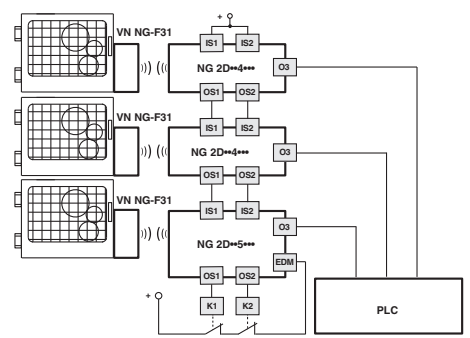 VN NG-F31
+
IS1 IS2
NG 2D••4•••
O3
OS1 OS2
VN NG-F31
IS1 IS2
NG 2D••4•••
O3
OS1 OS2
VN NG-F31
IS1 IS2
NG 2D••5•••
O3
EDM
OS1 OS2
+
K1 K2
PLC